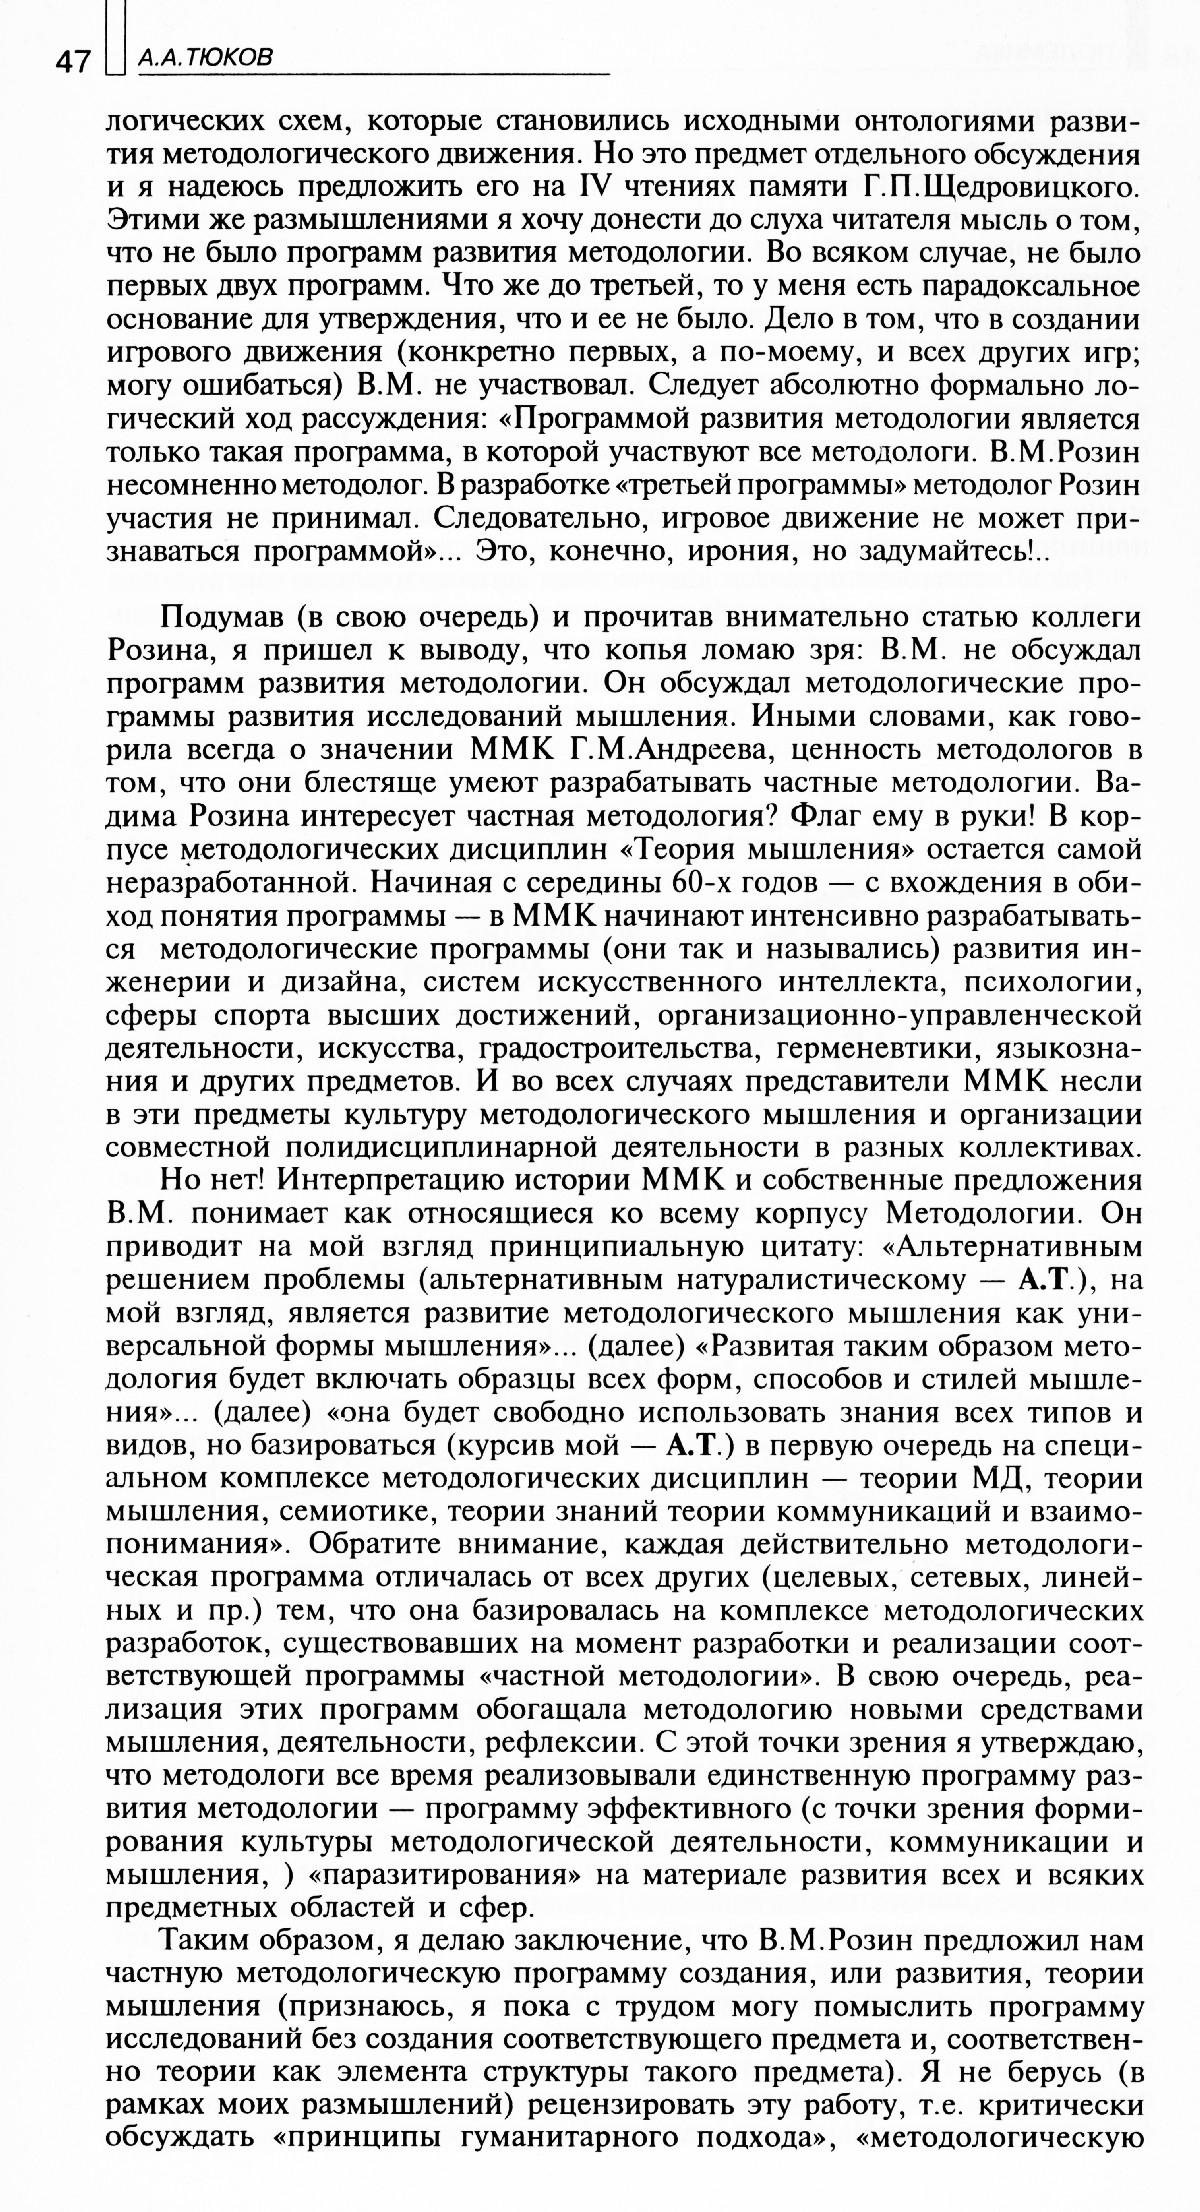 47 А.А.ТЮКОВ
логических схем, которые становились исходными онтологиями разви-
тия методологического движения. Но это предмет отдельного обсуждения
и я надеюсь предложить его на IV чтениях памяти Г.П.Щедровицкого.
Этими же размышлениями я хочу донести до слуха читателя мысль о том,
что не было программ развития методологии. Во всяком случае, не было
первых двух программ. Что же до третьей, то у меня есть парадоксальное
основание для утверждения, что и ее не было. Дело в том, что в создании
игрового движения (конкретно первых, а по-моему, и всех других игр;
могу ошибаться) В.М. не участвовал. Следует абсолютно формально ло-
гический ход рассуждения: «Программой развития методологии является
только такая программа, в которой участвуют все методологи. В.М.Розин
несомненно методолог. В разработке «третьей программы» методолог Розин
участия не принимал. Следовательно, игровое движение не может при-
знаваться программой»... Это, конечно, ирония, но задумайтесь!..
Подумав (в свою очередь) и прочитав внимательно статью коллеги
Розина, я пришел к выводу, что копья ломаю зря: В.М. не обсуждал
программ развития методологии. Он обсуждал методологические про-
граммы развития исследований мышления. Иными словами, как гово-
рила всегда о значении ММК Г.М.Андреева, ценность методологов в
том, что они блестяще умеют разрабатывать частные методологии. Ва-
дима Розина интересует частная методология? Флаг ему в руки! В кор-
пусе методологических дисциплин «Теория мышления» остается самой
неразработанной. Начиная с середины 60-х годов — с вхождения в оби-
ход понятия программы — в ММК начинают интенсивно разрабатывать-
ся методологические программы (они так и назывались) развития ин-
женерии и дизайна, систем искусственного интеллекта, психологии,
сферы спорта высших достижений, организационно-управленческой
деятельности, искусства, градостроительства, герменевтики, языкозна-
ния и других предметов. И во всех случаях представители ММК несли
в эти предметы культуру методологического мышления и организации
совместной полидисциплинарной деятельности в разных коллективах.
Но нет! Интерпретацию истории ММК и собственные предложения
В.М. понимает как относящиеся ко всему корпусу Методологии. Он
приводит на мой взгляд принципиальную цитату: «Альтернативным
решением проблемы (альтернативным натуралистическому — А.Т.), на
мой взгляд, является развитие методологического мышления как уни-
версальной формы мышления»... (далее) «Развитая таким образом мето-
дология будет включать образцы всех форм, способов и стилей мышле-
ния»... (далее) «она будет свободно использовать знания всех типов и
видов, но базироваться (курсив мой — А.Т.) в первую очередь на специ-
альном комплексе методологических дисциплин — теории МД, теории
мышления, семиотике, теории знаний теории коммуникаций и взаимо-
понимания». Обратите внимание, каждая действительно методологи-
ческая программа отличалась от всех других (целевых, сетевых, линей-
ных и пр.) тем, что она базировалась на комплексе методологических
разработок, существовавших на момент разработки и реализации соот-
ветствующей программы «частной методологии». В свою очередь, реа-
лизация этих программ обогащала методологию новыми средствами
мышления, деятельности, рефлексии. С этой точки зрения я утверждаю,
что методологи все время реализовывали единственную программу раз-
вития методологии — программу эффективного (с точки зрения форми-
рования культуры методологической деятельности, коммуникации и
мышления, ) «паразитирования» на материале развития всех и всяких
предметных областей и сфер.
Таким образом, я делаю заключение, что В.М.Розин предложил нам
частную методологическую программу создания, или развития, теории
мышления (признаюсь, я пока с трудом могу помыслить программу
исследований без создания соответствующего предмета и, соответствен-
но теории как элемента структуры такого предмета). Я не берусь (в
рамках моих размышлений) рецензировать эту работу, т.е. критически
обсуждать «принципы гуманитарного подхода», «методологическую